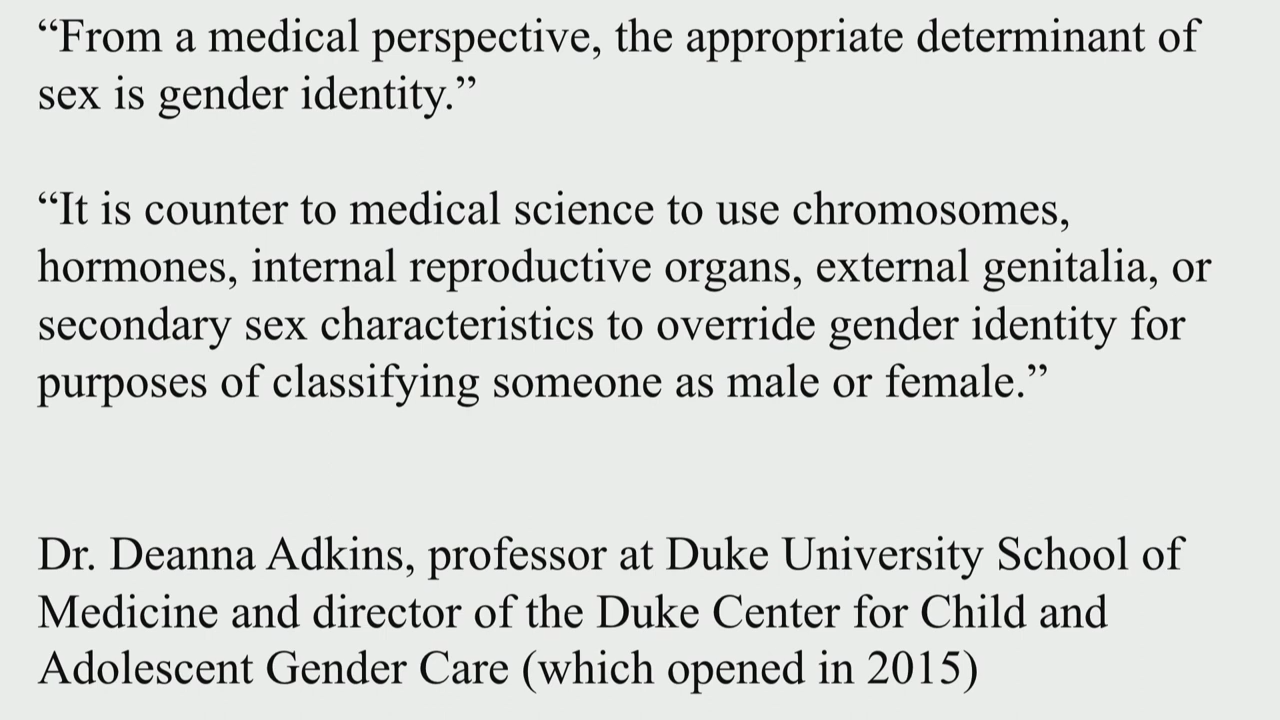 “From a medical perspective, the appropriate determinant of
sex is gender identity.”
“It is counter to medical science to use chromosomes,
hormones, internal reproductive organs, external genitalia, or
secondary sex characteristics to override gender identity for
purposes of classifying someone as male or female.”
Dr. Deanna Adkins, professor at Duke University School of
Medicine and director of the Duke Center for Child and
Adolescent Gender Care (which opened in 2015)